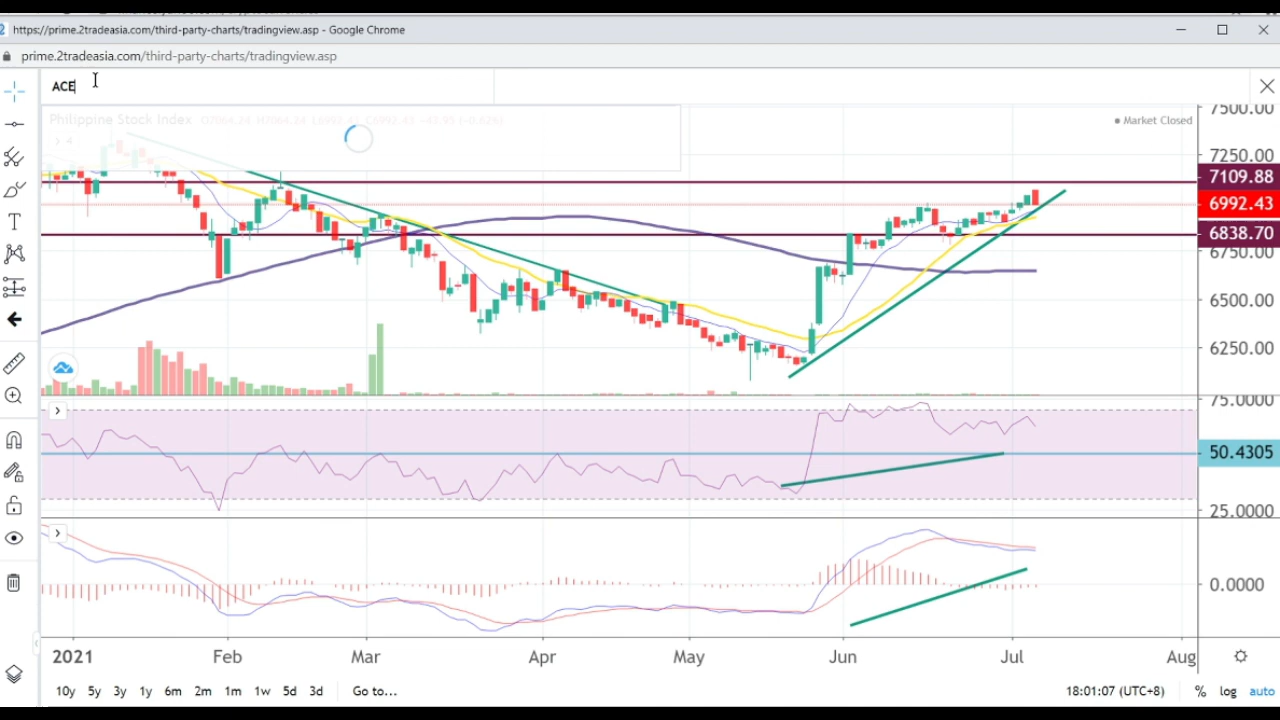 https://prime.2tradeasia.com/third-party-charts/tradingview.asp - Google Chrome
prime.2tradeasia.com/third-party-charts/tradingview.asp
ACE
Philippine Stock Index
Market Closed
7500.00
7250.00
7109.88
6992.43
6838.70
6750.00
6500.00
6250.00
75.0000
50.4305
25.0000
0.0000
2021 Feb Mar Apr May Jun Jul Aug
10y 5y 3y 1y 6m 2m 1m 1w 5d 3d Go to... 18:01:07 (UTC+8) % log auto